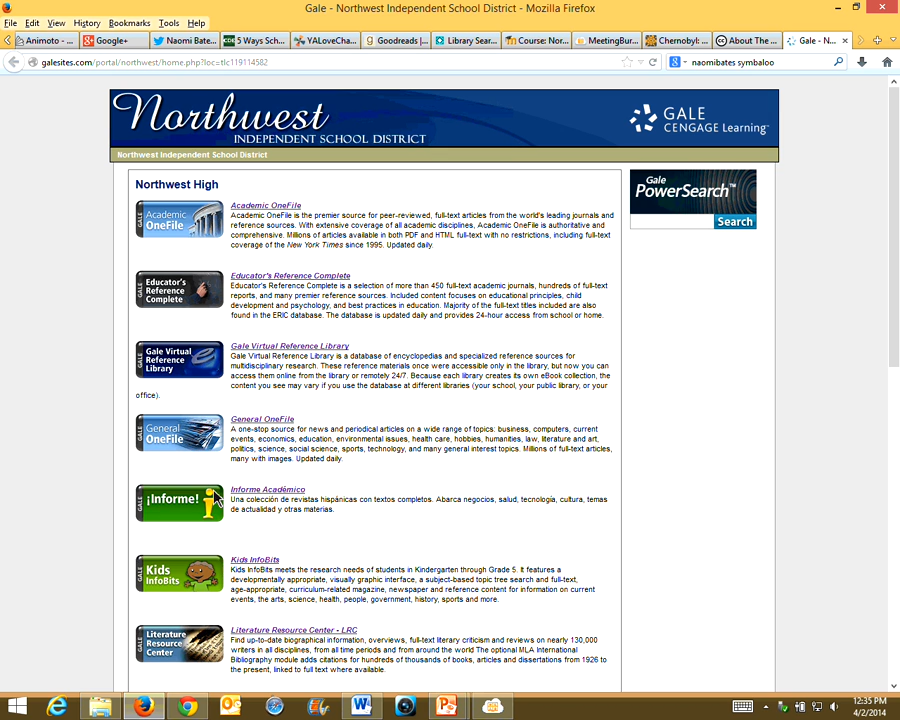 Gale - Northwest Independent School District - Mozilla Firefox
File Edit View History Bookmarks Tools Help
Animoto - ... Google+ Naomi Bate... 5 Ways Sch... YALoveCha... Goodreads |... Library Sear... Course: Nor... MeetingBur... Chernobyl: ... About The ... Gale - N...
galesites.com/portal/northwest/home.php?loc=tlc119114582
naomibates symbaloo
Northwest
INDEPENDENT SCHOOL DISTRICT
GALE
CENGAGE Learning™
Northwest Independent School District
Northwest High
Gale
PowerSearch™
Search
GALE
Academic
OneFile
Academic OneFile
Academic OneFile is the premier source for peer-reviewed, full-text articles from the world's leading journals and
reference sources. With extensive coverage of all academic disciplines, Academic OneFile is authoritative and
comprehensive. Millions of articles available in both PDF and HTML full-text with no restrictions, including full-text
coverage of the New York Times since 1995. Updated daily.
GALE
Educator's
Reference
Complete
Educator's Reference Complete
Educator's Reference Complete is a selection of more than 450 full-text academic journals, hundreds of full-text
reports, and many premier reference sources. Included content focuses on educational principles, child
development and psychology, and best practices in education. Majority of the full-text titles included are also
found in the ERIC database. The database is updated daily and provides 24-hour access from school or home.
GALE
Gale Virtual
Reference
Library
Gale Virtual Reference Library
Gale Virtual Reference Library is a database of encyclopedias and specialized reference sources for
multidisciplinary research. These reference materials once were accessible only in the library, but now you can
access them online from the library or remotely 24/7. Because each library creates its own eBook collection, the
content you see may vary if you use the database at different libraries (your school, your public library, or your
office).
GALE
General
OneFile
General OneFile
A one-stop source for news and periodical articles on a wide range of topics: business, computers, current
events, economics, education, environmental issues, health care, hobbies, humanities, law, literature and art,
politics, science, social science, sports, technology, and many general interest topics. Millions of full-text articles,
many with images. Updated daily.
GALE
¡Informe!
Informe Académico
Una colección de revistas hispánicas con textos completos. Abarca negocios, salud, tecnología, cultura, temas
de actualidad y otras materias.
GALE
Kids
InfoBits
Kids InfoBits
Kids InfoBits meets the research needs of students in Kindergarten through Grade 5. It features a
developmentally appropriate, visually graphic interface, a subject-based topic tree search and full-text,
age-appropriate, curriculum-related magazine, newspaper and reference content for information on current
events, the arts, science, health, people, government, history, sports and more.
GALE
Literature
Resource
Center
Literature Resource Center - LRC
Find up-to-date biographical information, overviews, full-text literary criticism and reviews on nearly 130,000
writers in all disciplines, from all time periods and from around the world The optional MLA International
Bibliography module adds citations for hundreds of thousands of books, articles and dissertations from 1926 to
the present, linked to full text where available.
12:35 PM
4/2/2014